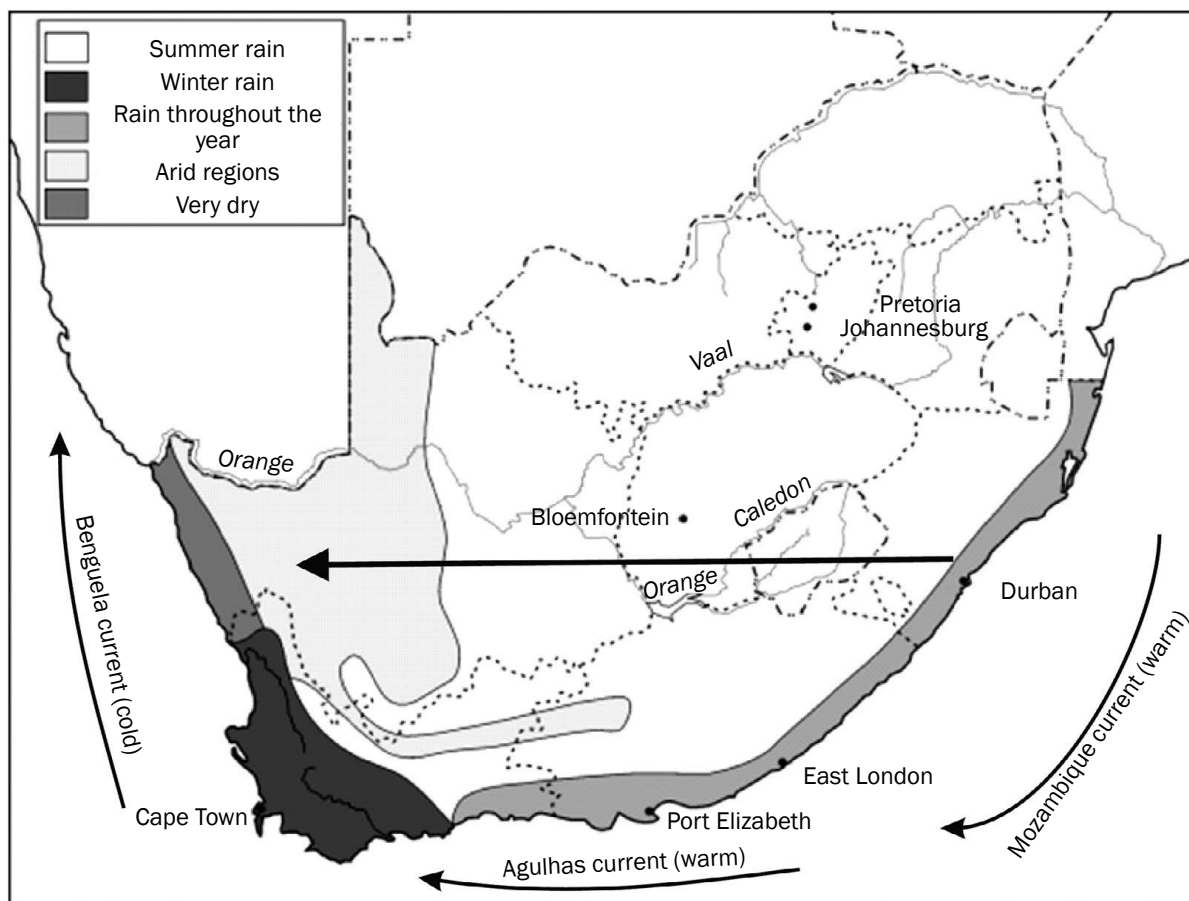 Summer rain
Winter rain
Rain throughout the
year
Arid regions
Very dry
Pretoria
Johannesburg
Vaal
Orange
Caledon
Bloemfontein
Orange
Durban
Benguela current (cold)
Mozambique current (warm)
East London
Cape Town
Port Elizabeth
Agulhas current (warm)